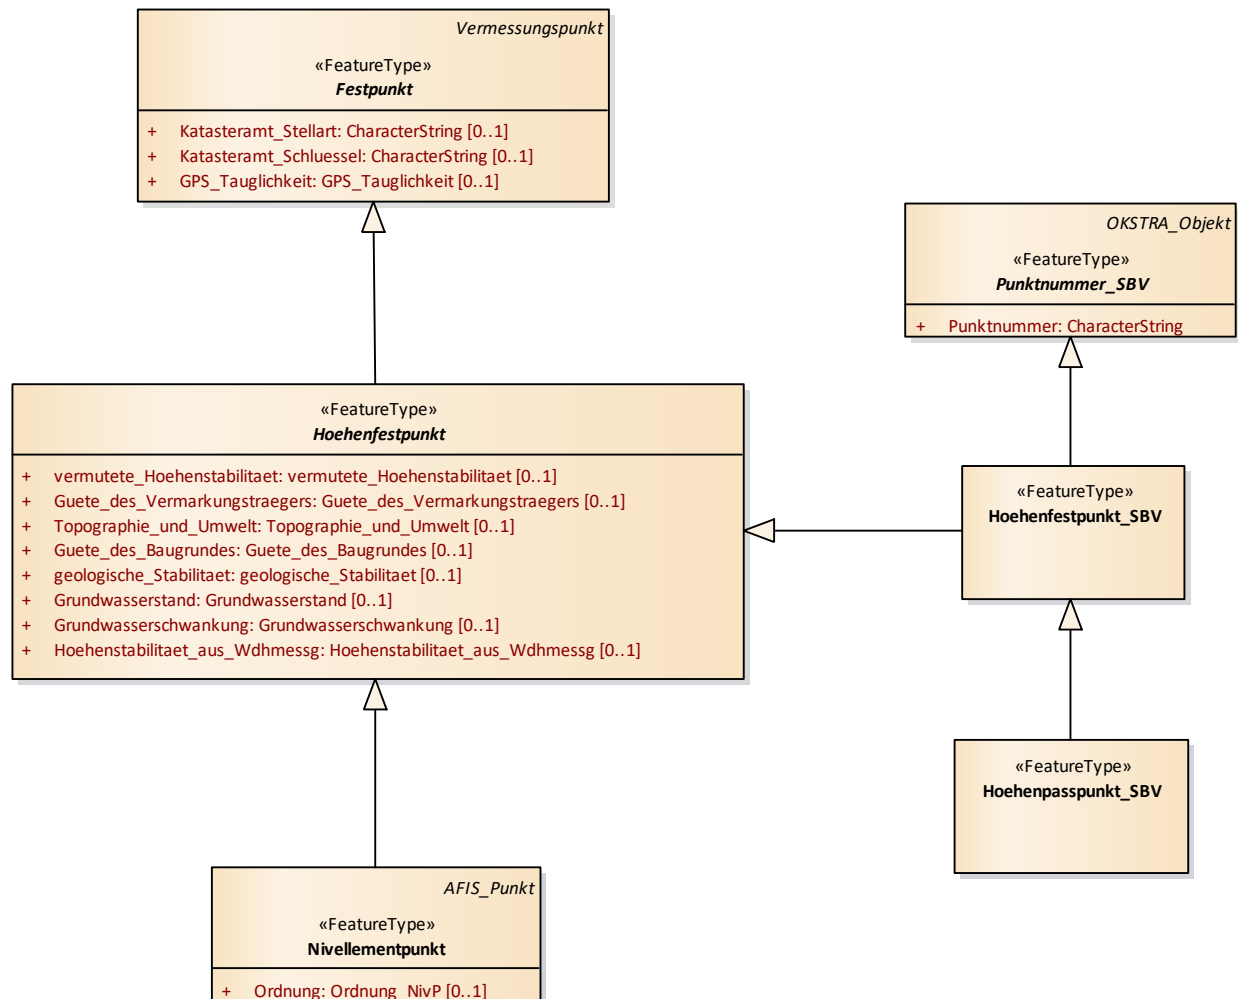 Vermessungspunkt
«FeatureType»
Festpunkt
+ Katasteramt_Stellart: CharacterString [0..1]
+ Katasteramt_Schluessel: CharacterString [0..1]
+ GPS_Tauglichkeit: GPS_Tauglichkeit [0..1]
OKSTRA_Objekt
«FeatureType»
Punktnummer_SBV
+ Punktnummer: CharacterString
«FeatureType»
Hoehenfestpunkt
+ vermutete_Hoehenstabilitaet: vermutete_Hoehenstabilitaet [0..1]
+ Guete_des_Vermarkungstraegers: Guete_des_Vermarkungstraegers [0..1]
+ Topographie_und_Umwelt: Topographie_und_Umwelt [0..1]
+ Guete_des_Baugrundes: Guete_des_Baugrundes [0..1]
+ geologische_Stabilitaet: geologische_Stabilitaet [0..1]
+ Grundwasserstand: Grundwasserstand [0..1]
+ Grundwasserschwankung: Grundwasserschwankung [0..1]
+ Hoehenstabilitaet_aus_Wdhmessg: Hoehenstabilitaet_aus_Wdhmessg [0..1]
«FeatureType»
Hoehenfestpunkt_SBV
«FeatureType»
Hoehenpasspunkt_SBV
AFIS_Punkt
«FeatureType»
Nivellementpunkt
+ Ordnung: Ordnung_NivP [0..1]